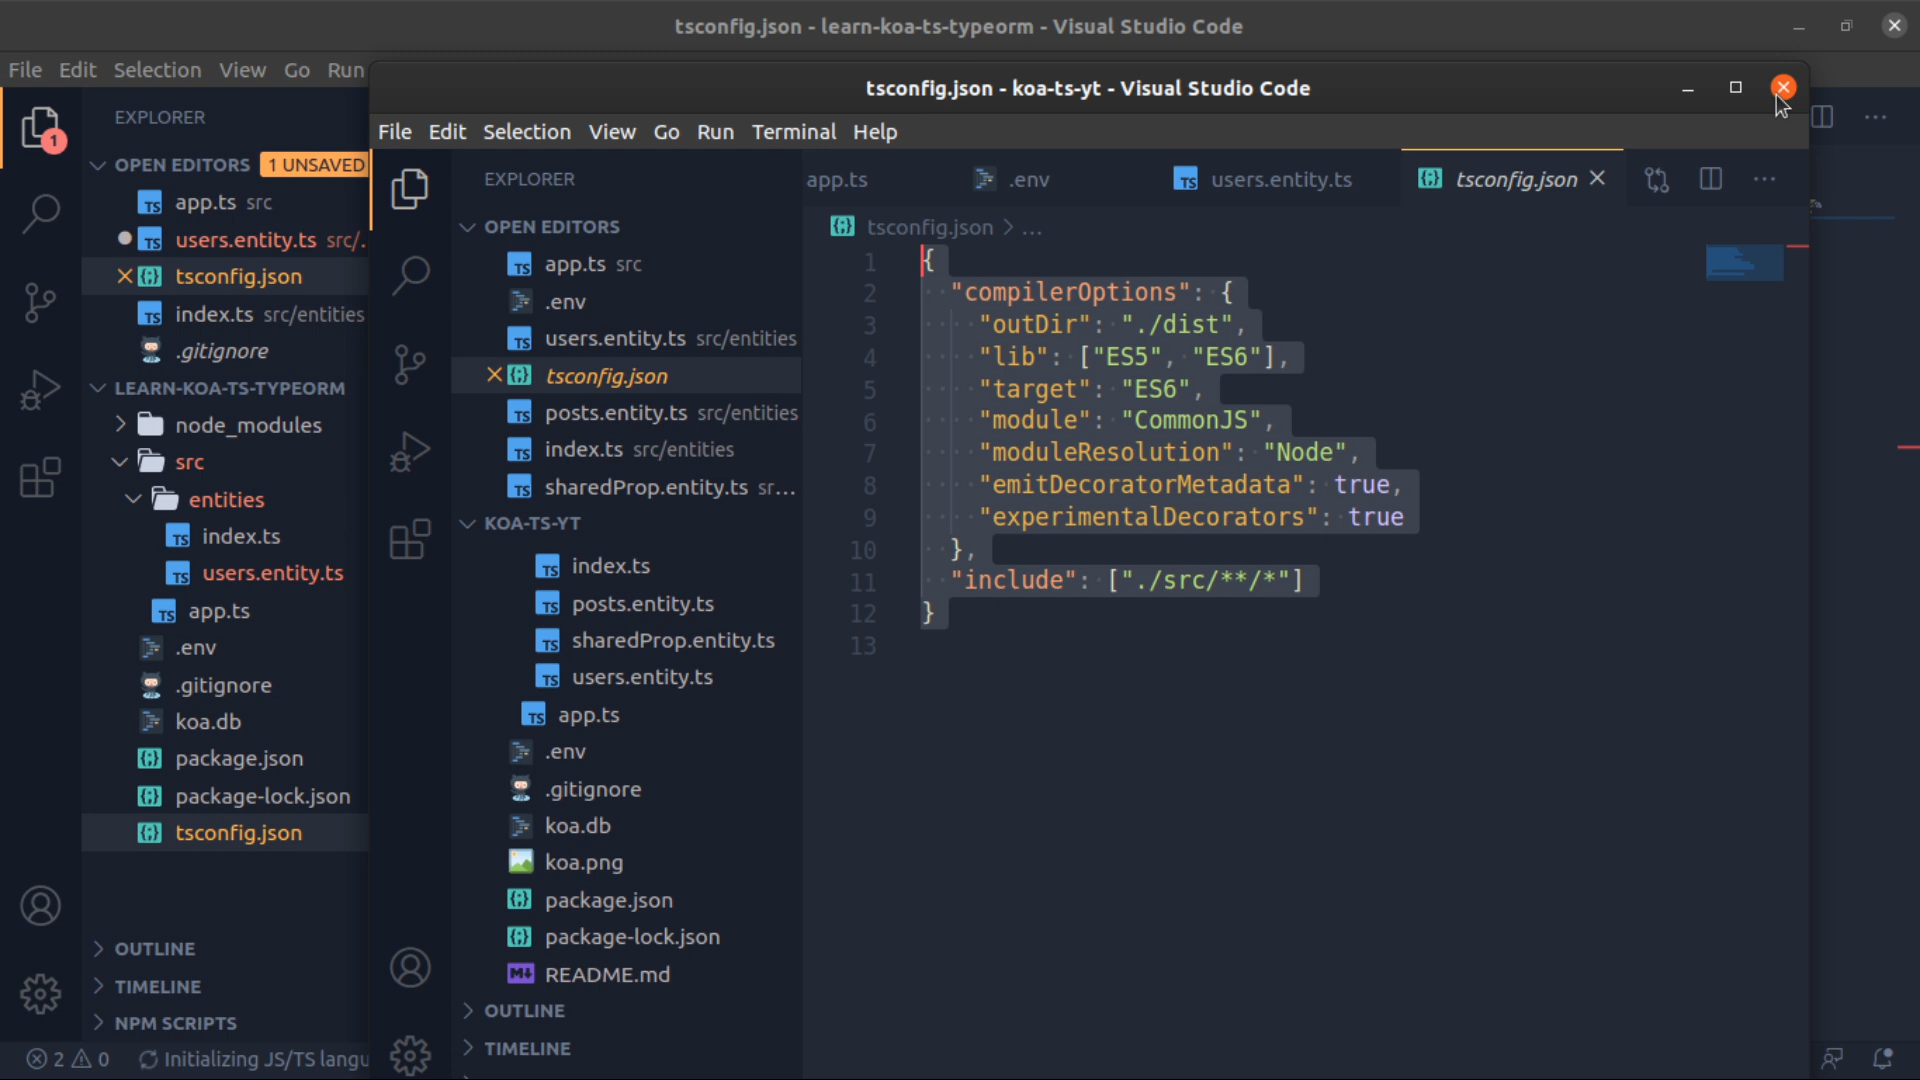 tsconfig.json - learn-koa-ts-typeorm - Visual Studio Code
File Edit Selection View Go Run
EXPLORER
OPEN EDITORS 1 UNSAVED
app.ts src
users.entity.ts src/.
tsconfig.json
index.ts src/entities
.gitignore
LEARN-KOA-TS-TYPEORM
node_modules
src
entities
index.ts
users.entity.ts
app.ts
.env
.gitignore
koa.db
package.json
package-lock.json
tsconfig.json
OUTLINE
TIMELINE
NPM SCRIPTS
2 0 Initializing JS/TS langu
1
tsconfig.json - koa-ts-yt - Visual Studio Code
File Edit Selection View Go Run Terminal Help
EXPLORER
OPEN EDITORS
app.ts src
.env
users.entity.ts src/entities
tsconfig.json
posts.entity.ts src/entities
index.ts src/entities
sharedProp.entity.ts sr...
KOA-TS-YT
index.ts
posts.entity.ts
sharedProp.entity.ts
users.entity.ts
app.ts
.env
.gitignore
koa.db
koa.png
package.json
package-lock.json
README.md
OUTLINE
TIMELINE
app.ts .env users.entity.ts tsconfig.json
tsconfig.json > ...
1 {
2 "compilerOptions": {
3 "outDir": "./dist",
4 "lib": ["ES5", "ES6"],
5 "target": "ES6",
6 "module": "CommonJS",
7 "moduleResolution": "Node",
8 "emitDecoratorMetadata": true,
9 "experimentalDecorators": true
10 },
11 "include": ["./src/**/*"]
12 }
13